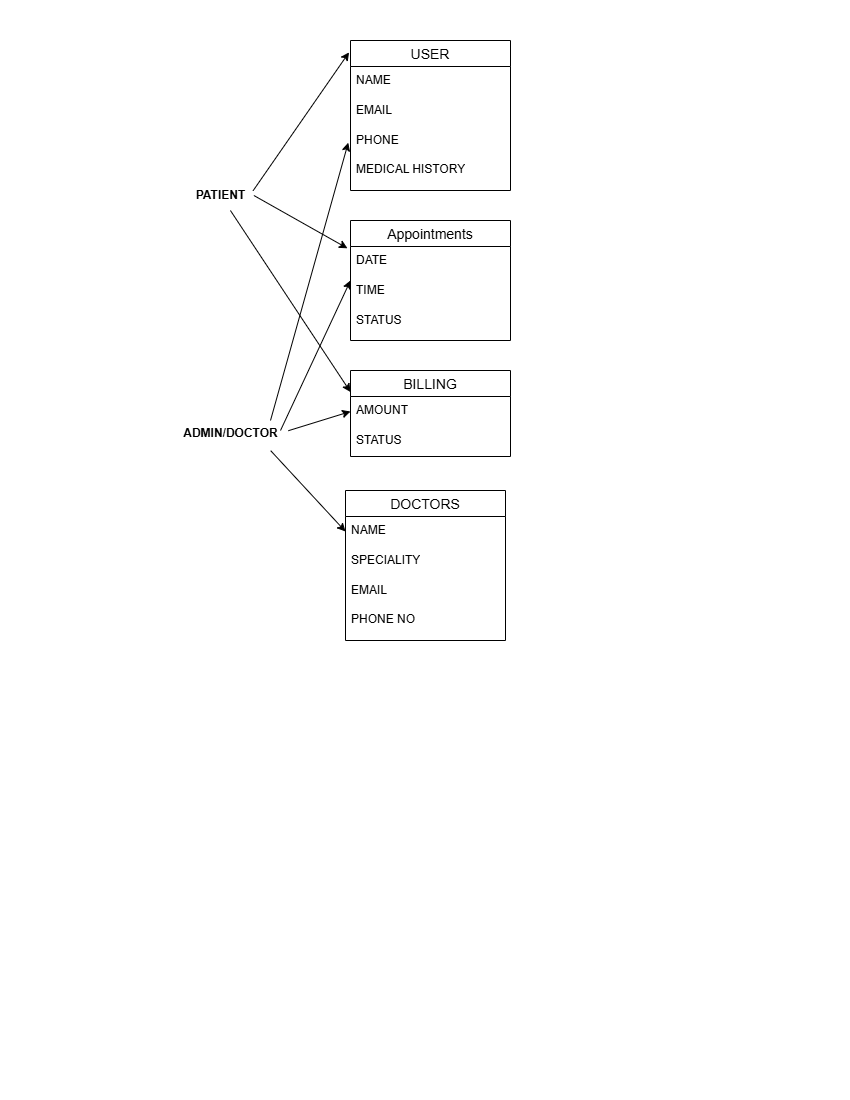 USER
NAME
EMAIL
PHONE
MEDICAL HISTORY
PATIENT
Appointments
DATE
TIME
STATUS
BILLING
AMOUNT
STATUS
ADMIN/DOCTOR
DOCTORS
NAME
SPECIALITY
EMAIL
PHONE NO